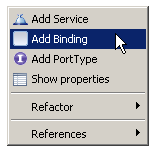 Add Service
Add Binding
Add PortType
Show properties
Refactor
References